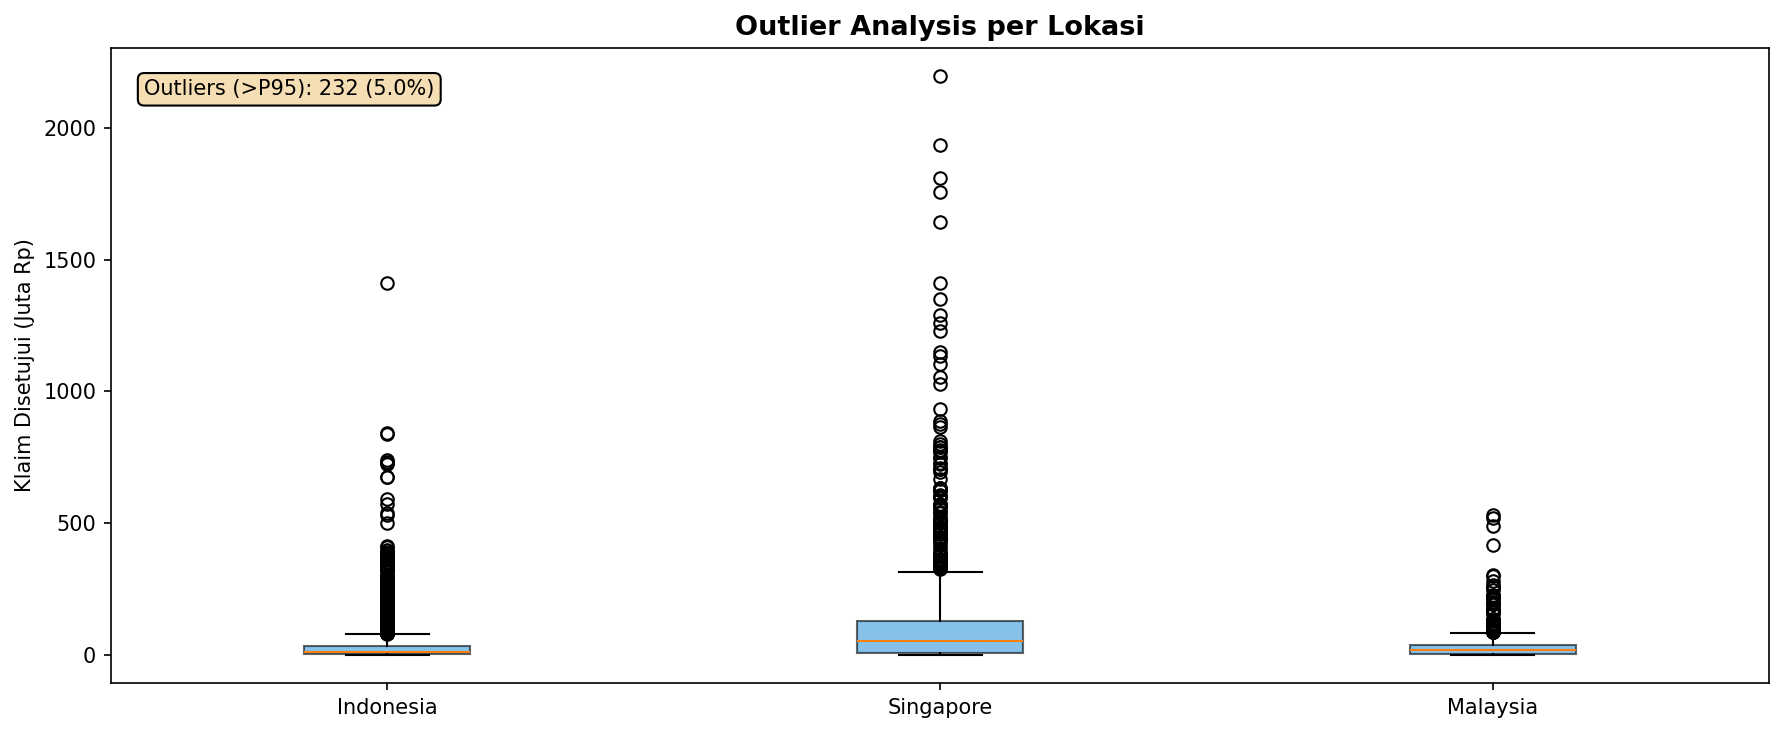 Outlier Analysis per Lokasi
Outliers (>P95): 232 (5.0%)
Klaim Disetujui (Juta Rp)
2000
1500
1000
500
0
Indonesia
Singapore
Malaysia